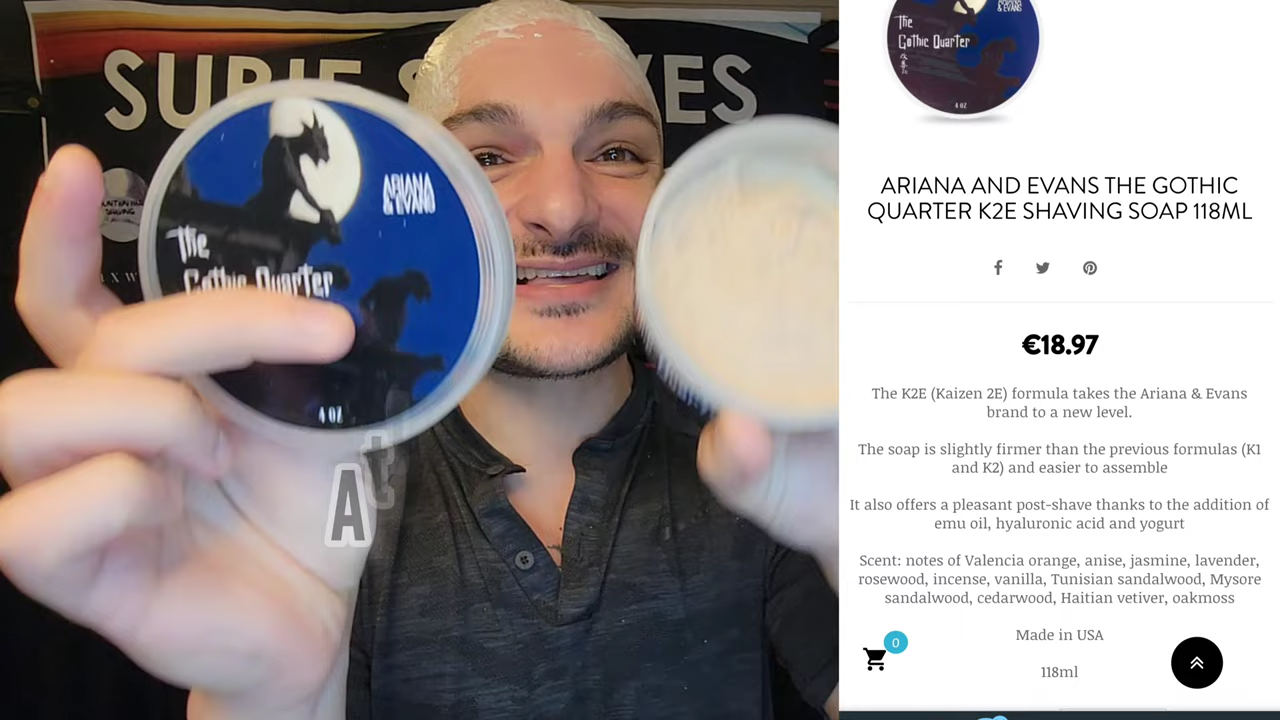 ARIANA
& EVANS
The
Gothic Quarter
4 OZ
At
The
Gothic Quarter
4 OZ
ARIANA AND EVANS THE GOTHIC
QUARTER K2E SHAVING SOAP 118ML
€18.97
The K2E (Kaizen 2E) formula takes the Ariana & Evans
brand to a new level.
The soap is slightly firmer than the previous formulas (K1
and K2) and easier to assemble
It also offers a pleasant post-shave thanks to the addition of
emu oil, hyaluronic acid and yogurt
Scent: notes of Valencia orange, anise, jasmine, lavender,
rosewood, incense, vanilla, Tunisian sandalwood, Mysore
sandalwood, cedarwood, Haitian vetiver, oakmoss
Made in USA
118ml
0